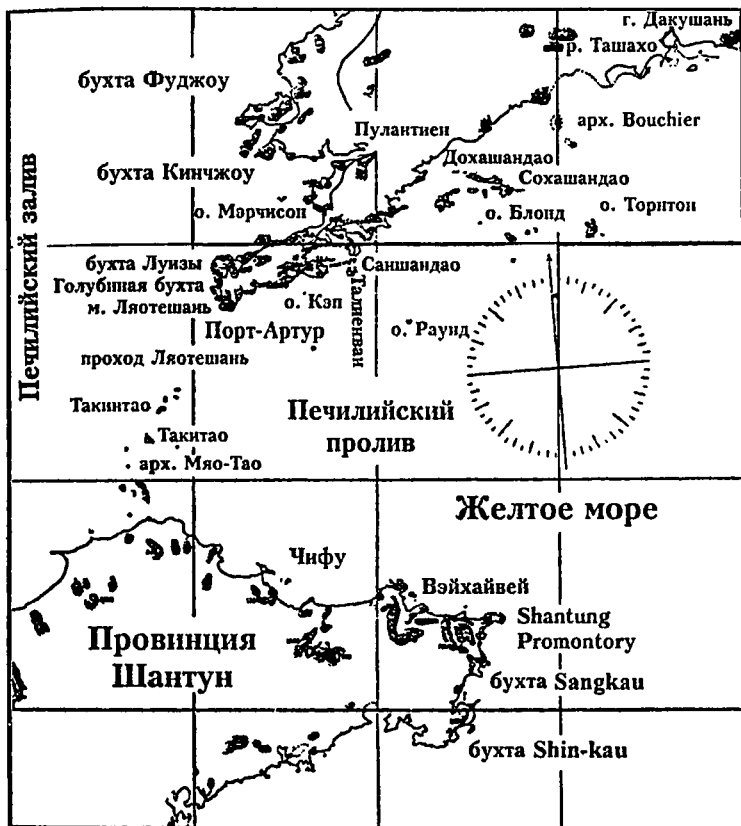 г. Дакушань
р. Ташахо
бухта Фуджоу
арх. Bouchier
Пулантиен
Дохашандао
бухта Кинчжоу
Сохашандао
о. Мэрчисон
о. Блонд
о. Торнтон
Печилийский залив
бухта Луизы
Саншандао
Голубиная бухта
о. Кэп
Талиенван
м. Ляотешань
Порт-Артур
о. Раунд
проход Ляотешань
Такинтао
Печилийский
пролив
Такитао
арх. Мяо-Тао
Желтое море
Чифу
Вэйхайвей
Shantung
Promontory
Провинция
Шантун
бухта Sangkau
бухта Shin-kau